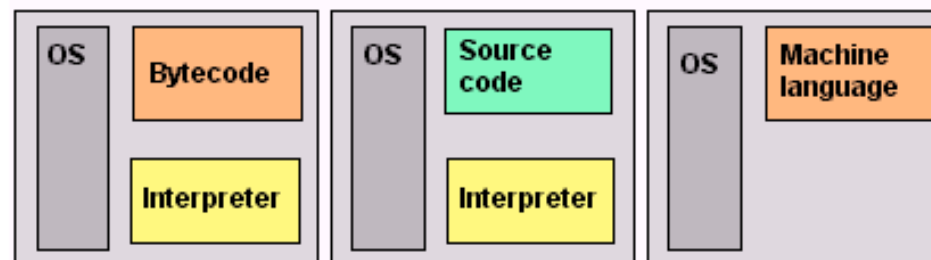 OS
Bytecode
Interpreter
OS
Source
code
Interpreter
OS
Machine
language